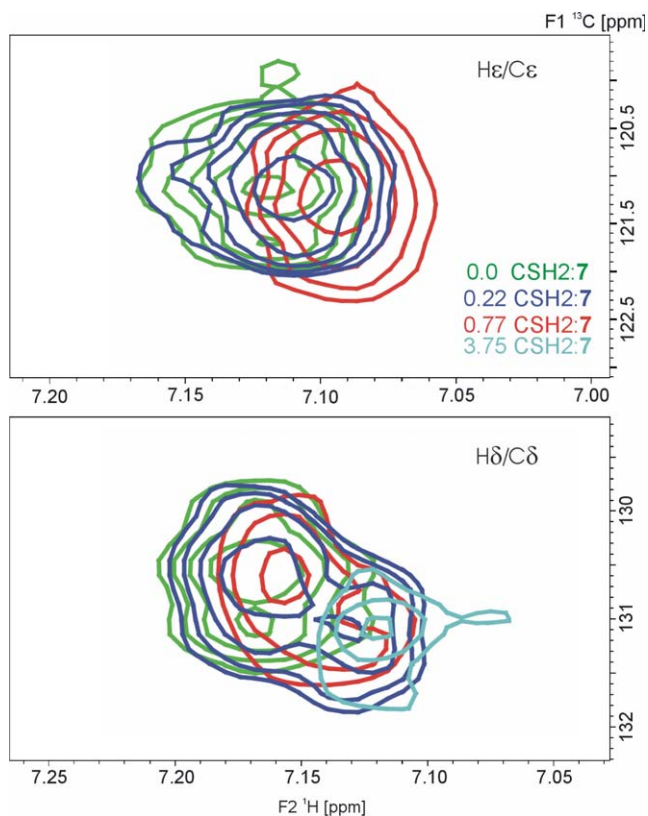 F1 ¹³C [ppm]
Hε/Cε
120.5
121.5
0.0 CSH2:7
0.22 CSH2:7
0.77 CSH2:7
3.75 CSH2:7
122.5
7.20 7.15 7.10 7.05 7.00
Hδ/Cδ
130
131
132
7.25 7.20 7.15 7.10 7.05
F2 ¹H [ppm]